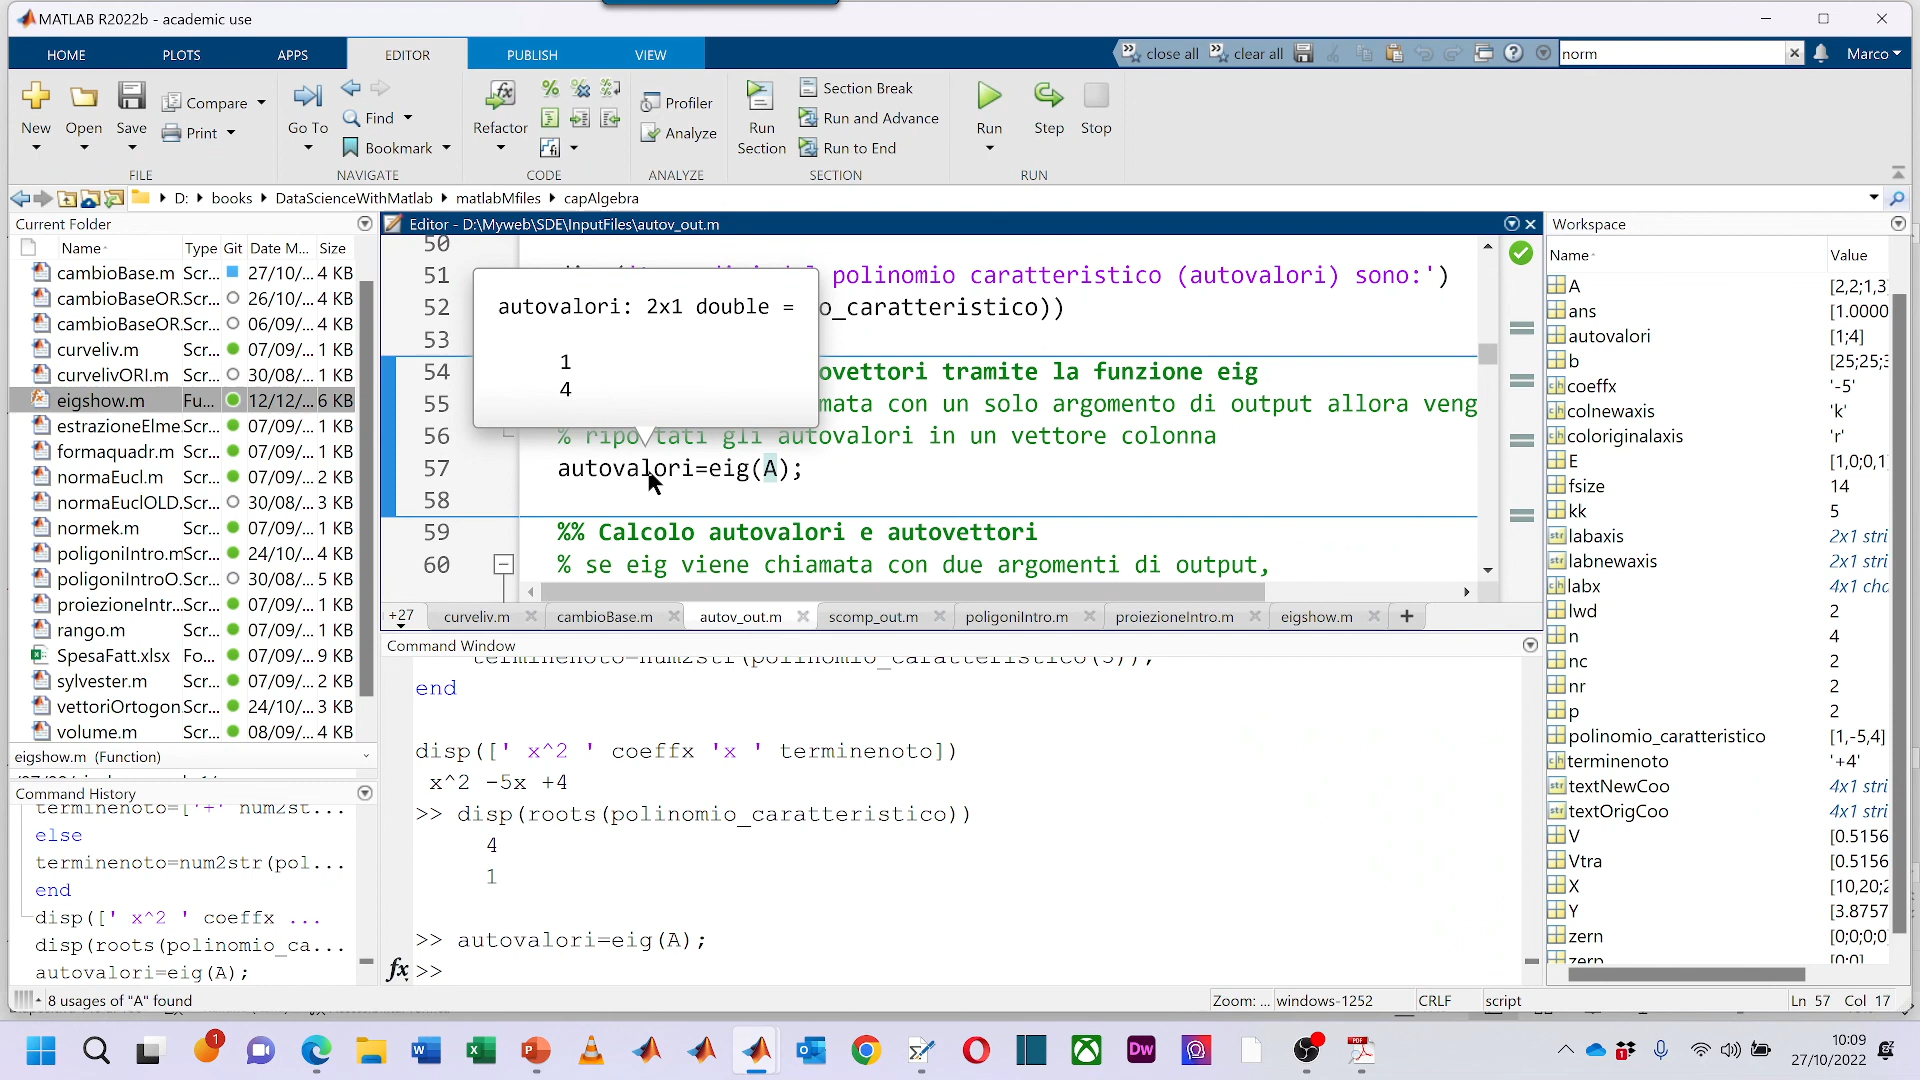 MATLAB R2022b - academic use
HOME PLOTS APPS EDITOR PUBLISH VIEW close all clear all norm Marco
New Open Save Compare Print
FILE
Go To Find Bookmark
NAVIGATE
Refactor
CODE
Profiler
Analyze
ANALYZE
Run Section
Section Break
Run and Advance
Run to End
SECTION
Run Step Stop
RUN
D: books DataScienceWithMatlab matlabMfiles capAlgebra
Current Folder
Name Type Git Date M... Size
cambioBase.m Scr... 27/10/... 4 KB
cambioBaseOR. Scr... 26/10/... 4 KB
cambioBaseOR. Scr... 06/09/... 4 KB
curveliv.m Scr... 07/09/... 1 KB
curvelivORI.m Scr... 30/08/... 1 KB
eigshow.m Fu... 12/12/... 6 KB
estrazioneEleme Scr... 07/09/... 1 KB
formaquadr.m Scr... 07/09/... 1 KB
normaEucl.m Scr... 07/09/... 2 KB
normaEuclOLD. Scr... 30/08/... 3 KB
normek.m Scr... 07/09/... 1 KB
poligoniIntro.m Scr... 24/10/... 4 KB
poligoniIntroO. Scr... 30/08/... 5 KB
proiezioneIntr... Scr... 07/09/... 1 KB
rango.m Scr... 07/09/... 1 KB
SpesaFatt.xlsx Fo... 07/09/... 9 KB
sylvester.m Scr... 07/09/... 2 KB
vettoriOrtogon Scr... 24/10/... 3 KB
volume.m Scr... 08/09/... 4 KB
eigshow.m (Function)
Command History
terminenoto=['+' num2st...
else
terminenoto=num2str(pol...
end
disp([' x^2 ' coeffx ...
disp(roots(polinomio_ca...
autovalori=eig(A);
Editor - D:\Myweb\SDE\InputFiles\autov_out.m
50
51 polinomio caratteristico (autovalori) sono:')
52 o_caratteristico))
53
54 ovettori tramite la funzione eig
55 mata con un solo argomento di output allora veng
56 % riportati gli autovalori in un vettore colonna
57 autovalori=eig(A);
58
59 %% Calcolo autovalori e autovettori
60 % se eig viene chiamata con due argomenti di output,
autovalori: 2x1 double =
1
4
+27 curveliv.m cambioBase.m autov_out.m scomp_out.m poligoniIntro.m proiezioneIntro.m eigshow.m
Command Window
terminenoto=num2str(polinomio_caratteristico(3));
end
disp([' x^2 ' coeffx 'x ' terminenoto])
x^2 -5x +4
>> disp(roots(polinomio_caratteristico))
4
1
>> autovalori=eig(A);
fx >>
Workspace
Name Value
A [2,2;1,3]
ans [1.0000
autovalori [1;4]
b [25;25;3
coeffx '-5'
colnewaxis 'k'
coloriginalaxis 'r'
E [1,0;0,1
fsize 14
kk 5
labaxis 2x1 stri
labnewaxis 2x1 stri
labx 4x1 cha
lwd 2
n 4
nc 2
nr 2
p 2
polinomio_caratteristico [1,-5,4]
terminenoto '+4'
textNewCoo 4x1 stri
textOrigCoo 4x1 stri
V [0.5156
Vtra [0.5156
X [10,20;2
Y [3.8757
zern [0;0;0;0
zerp [0;0]
8 usages of "A" found
Zoom: ... windows-1252 CRLF script Ln 57 Col 17
10:09
27/10/2022